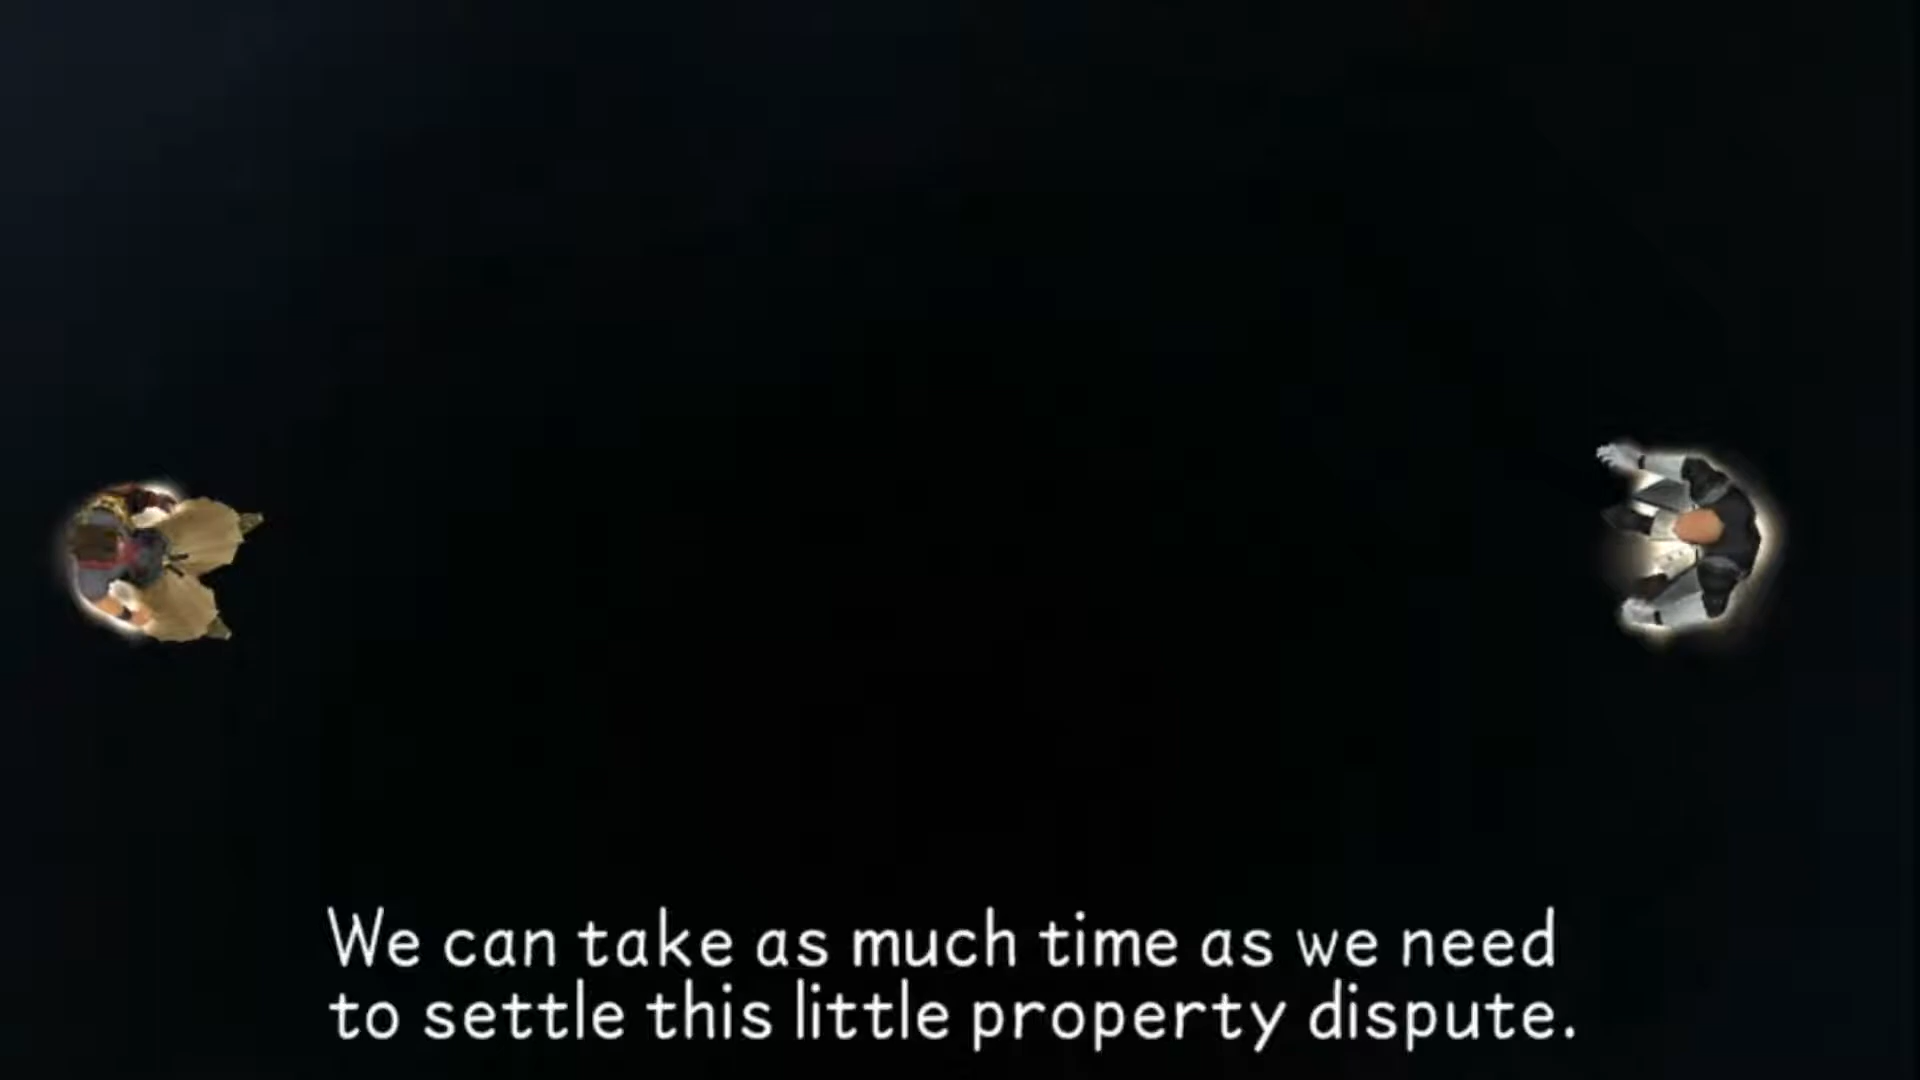 We can take as much time as we need
to settle this little property dispute.